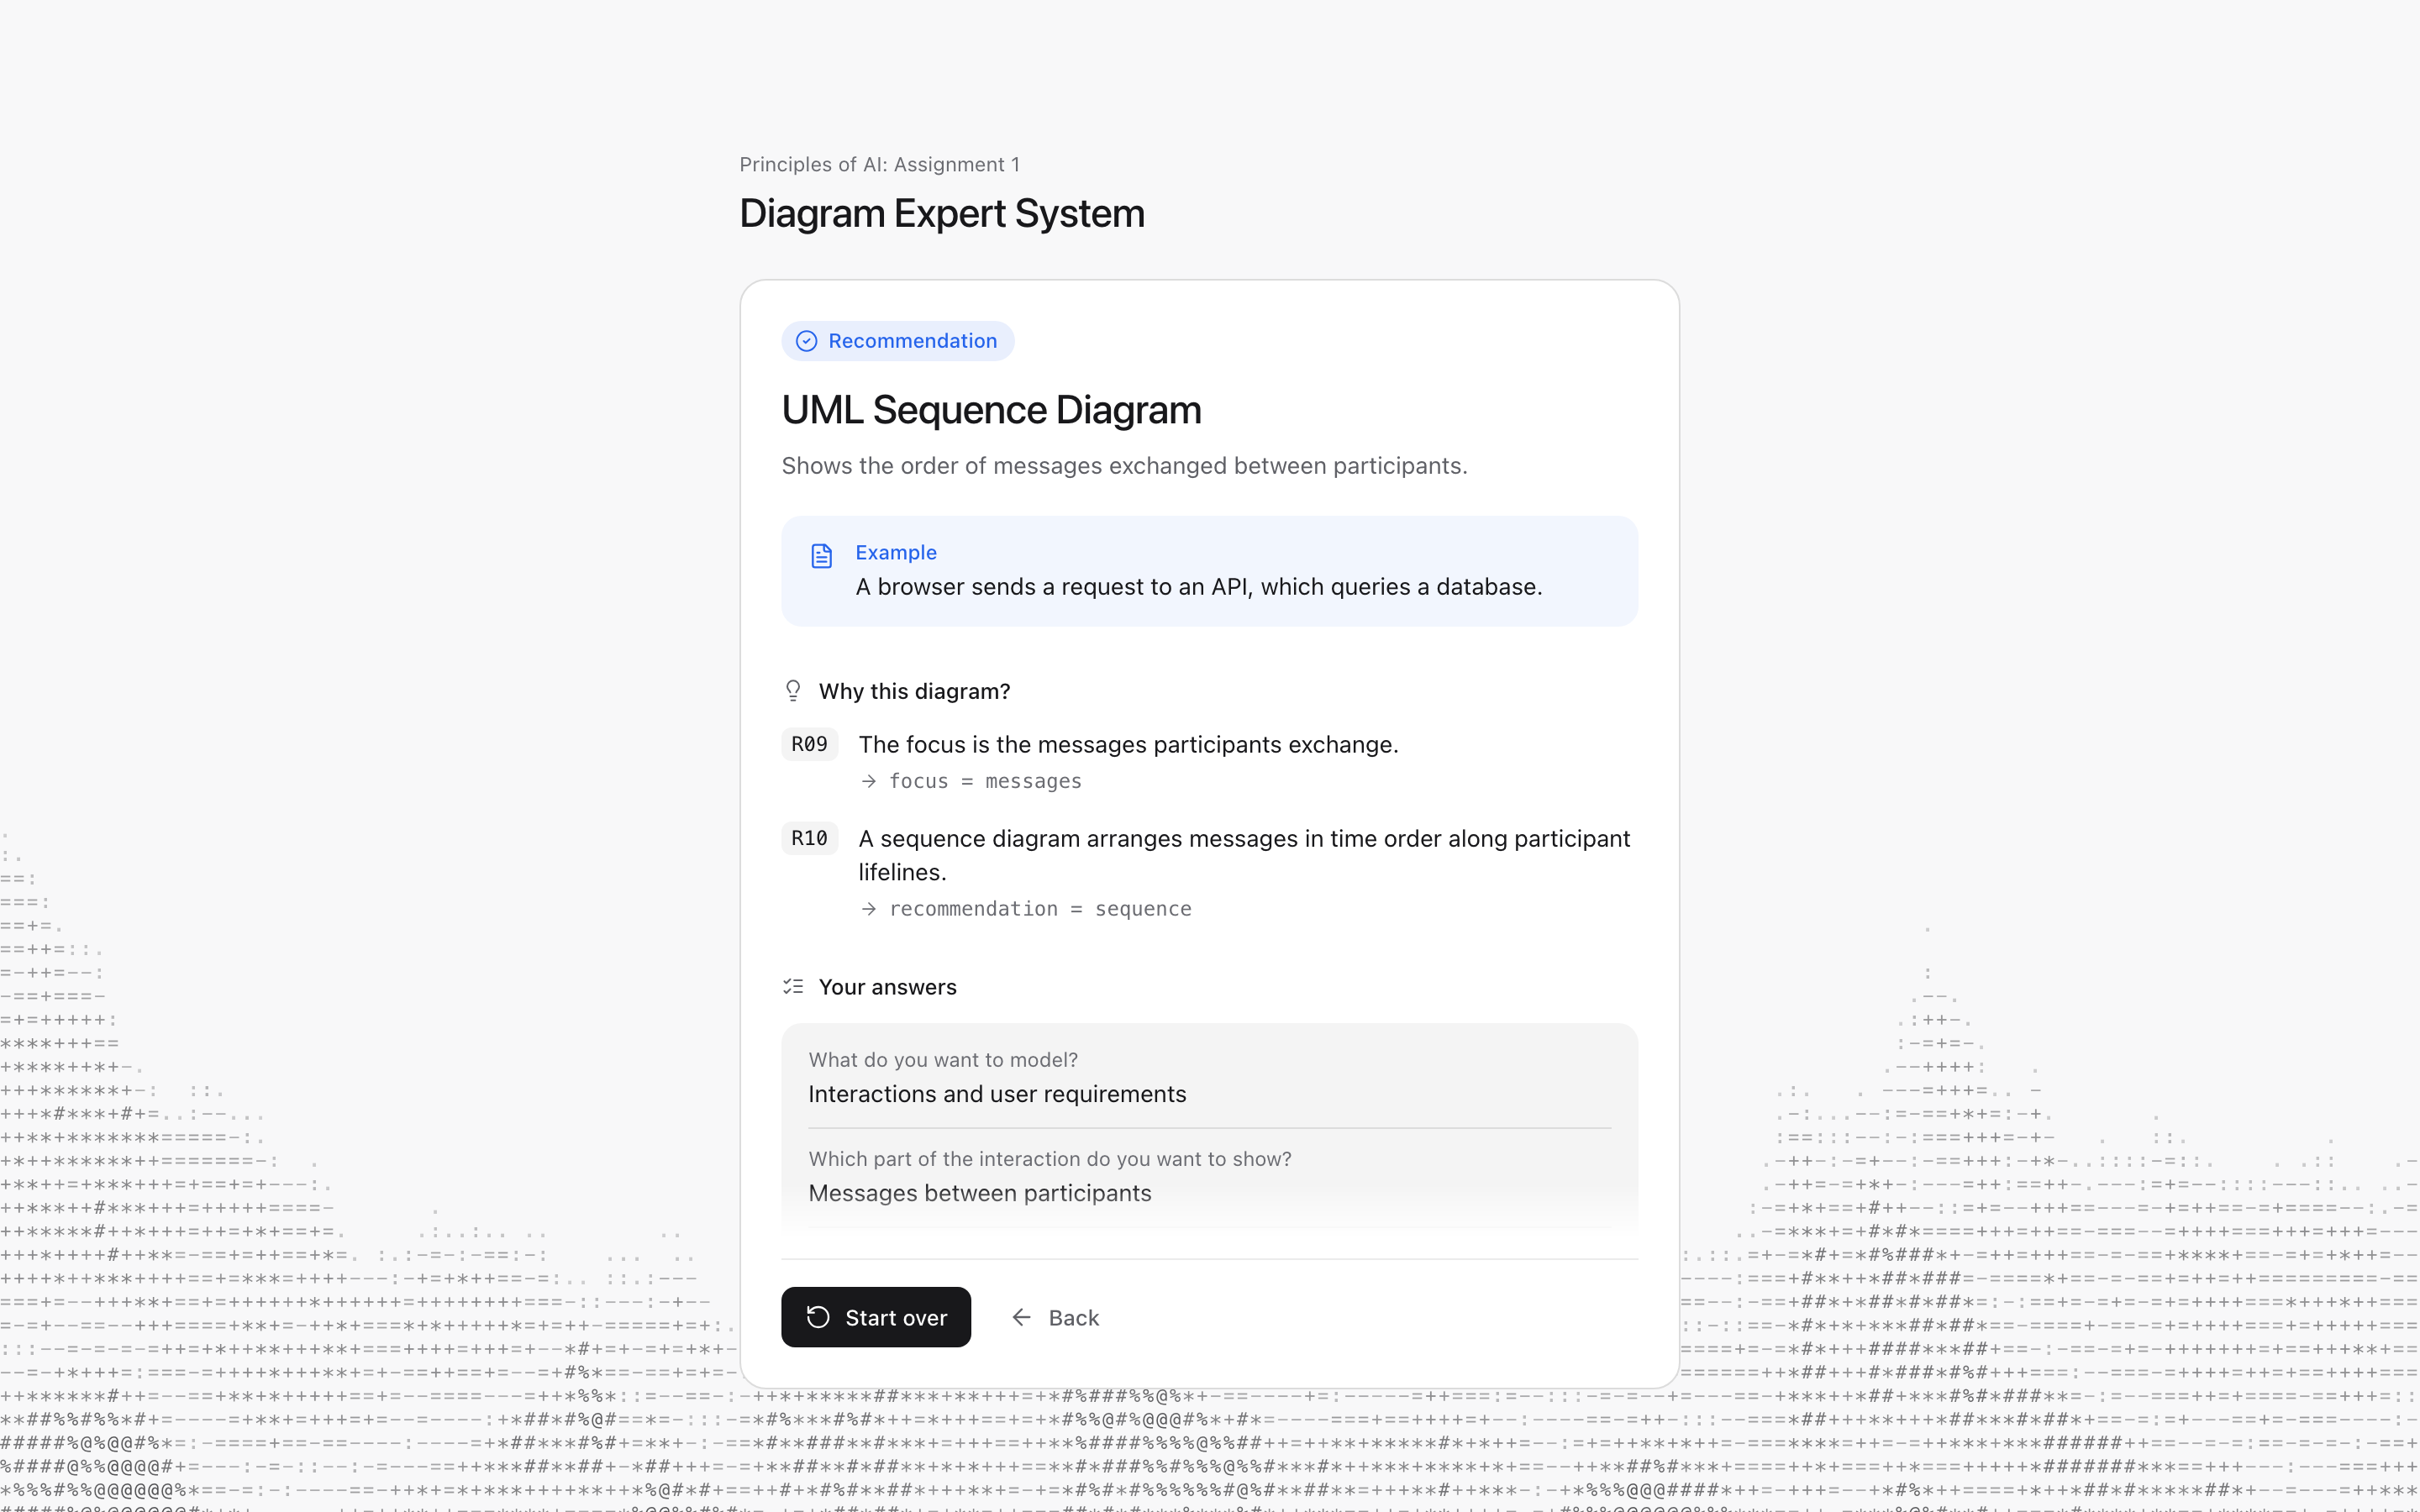 Principles of AI: Assignment 1
Diagram Expert System
Recommendation
UML Sequence Diagram
Shows the order of messages exchanged between participants.
Example
A browser sends a request to an API, which queries a database.
Why this diagram?
R09 The focus is the messages participants exchange.
→ focus = messages
R10 A sequence diagram arranges messages in time order along participant
lifelines.
→ recommendation = sequence
Your answers
What do you want to model?
Interactions and user requirements
Which part of the interaction do you want to show?
Messages between participants
Start over
Back